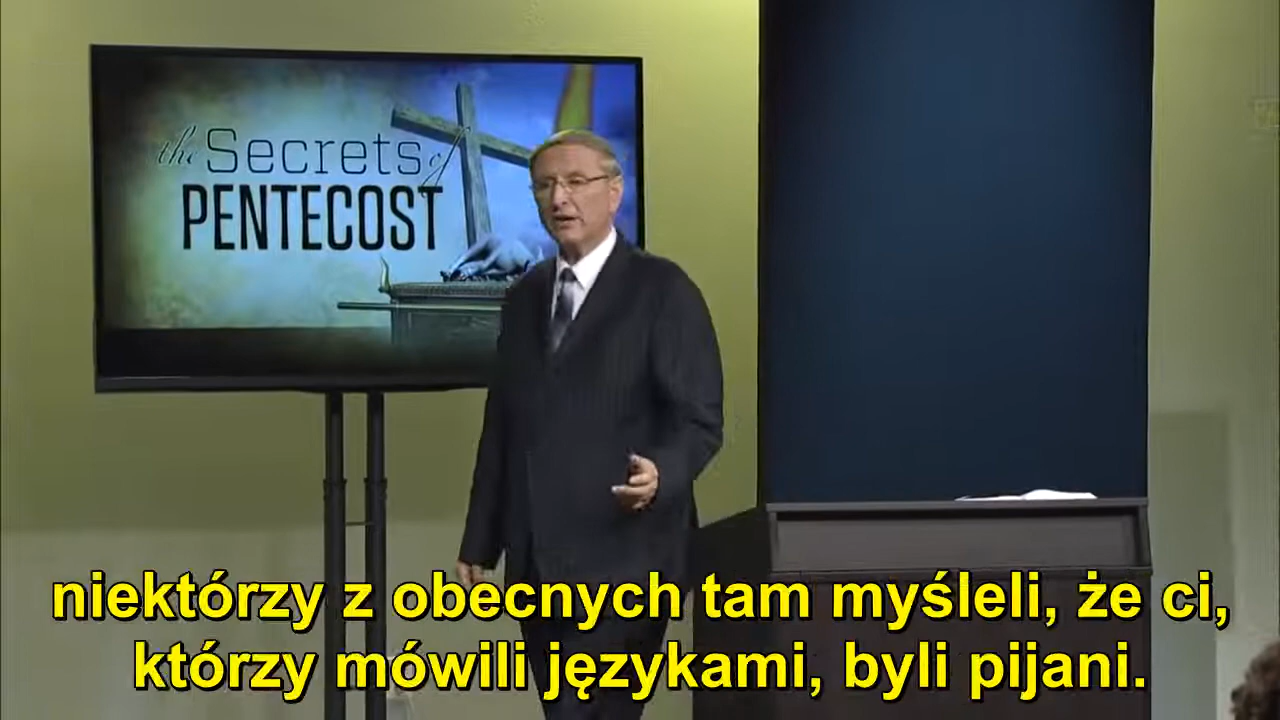 the Secrets of
PENTECOST
niektórzy z obecnych tam myśleli, że ci,
którzy mówili językami, byli pijani.